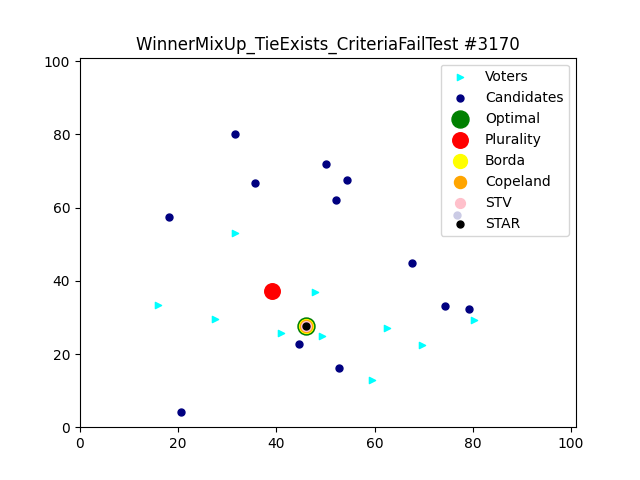 WinnerMixUp_TieExists_CriteriaFailTest #3170
100
80
60
40
20
0
0 20 40 60 80 100
Voters
Candidates
Optimal
Plurality
Borda
Copeland
STV
STAR